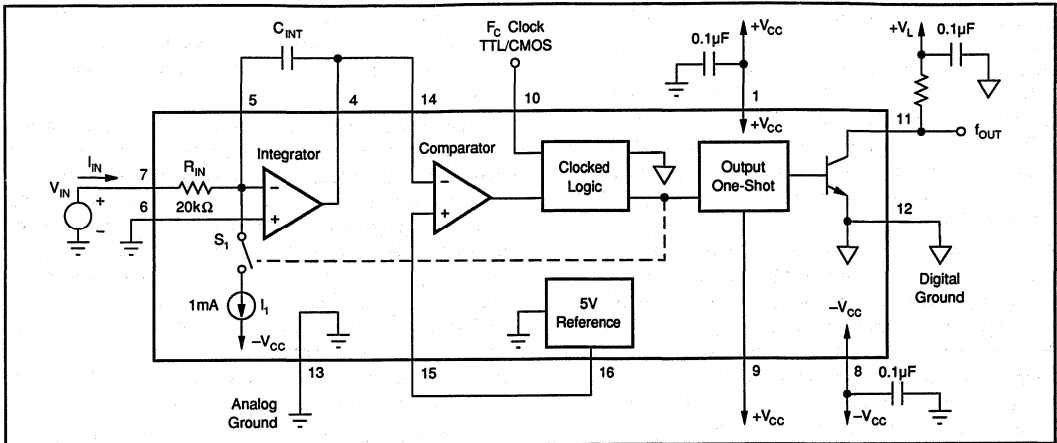 C_INT
F_C Clock
TTL/CMOS
0.1µF
+V_CC
+V_L
0.1µF
5
4
14
10
1
+V_CC
11
f_OUT
I_IN
V_IN
+
−
7
R_IN
20kΩ
6
Integrator
−
+
Comparator
−
+
Clocked
Logic
Output
One-Shot
12
Digital
Ground
S_1
1mA
I_1
−V_CC
5V
Reference
−V_CC
13
15
16
9
8
0.1µF
Analog
Ground
+V_CC
−V_CC